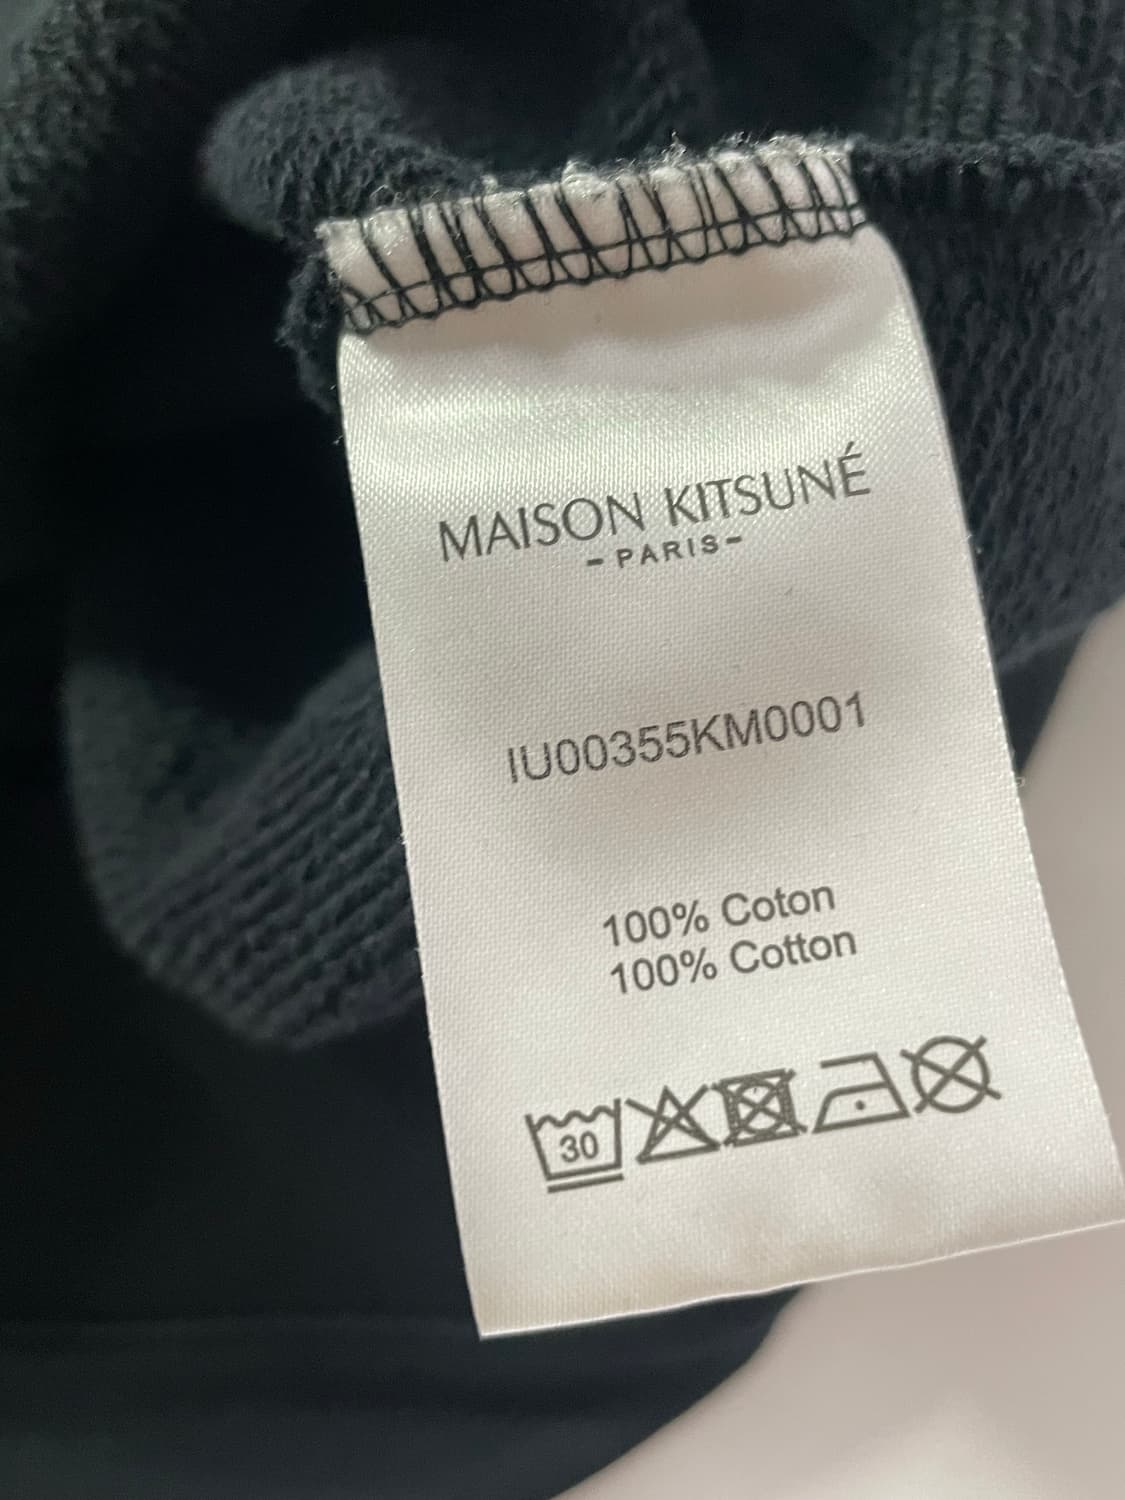 MAISON KITSUNÉ
-PARIS-
IU00355KM0001
100% Coton
100% Cotton
30